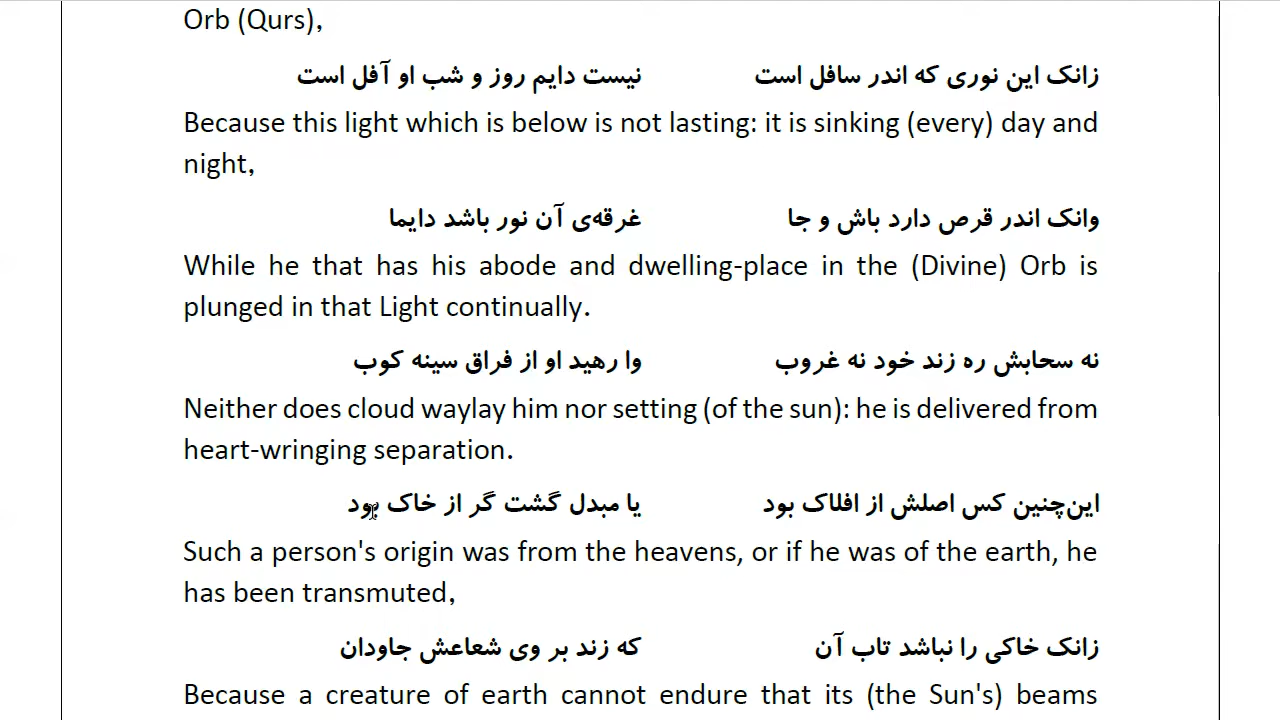 Orb (Qurs),
زانک این نوری که اندر سافل است نیست دایم روز و شب او آفل است
Because this light which is below is not lasting: it is sinking (every) day and
night,
وانک اندر قرص دارد باش و جا غرقه‌ی آن نور باشد دایما
While he that has his abode and dwelling-place in the (Divine) Orb is
plunged in that Light continually.
نه سحابش ره زند خود نه غروب وا رهید او از فراق سینه کوب
Neither does cloud waylay him nor setting (of the sun): he is delivered from
heart-wringing separation.
این‌چنین کس اصلش از افلاک بود یا مبدل گشت گر از خاک بود
Such a person's origin was from the heavens, or if he was of the earth, he
has been transmuted,
زانک خاکی را نباشد تاب آن که زند بر وی شعاعش جاودان
Because a creature of earth cannot endure that its (the Sun's) beams